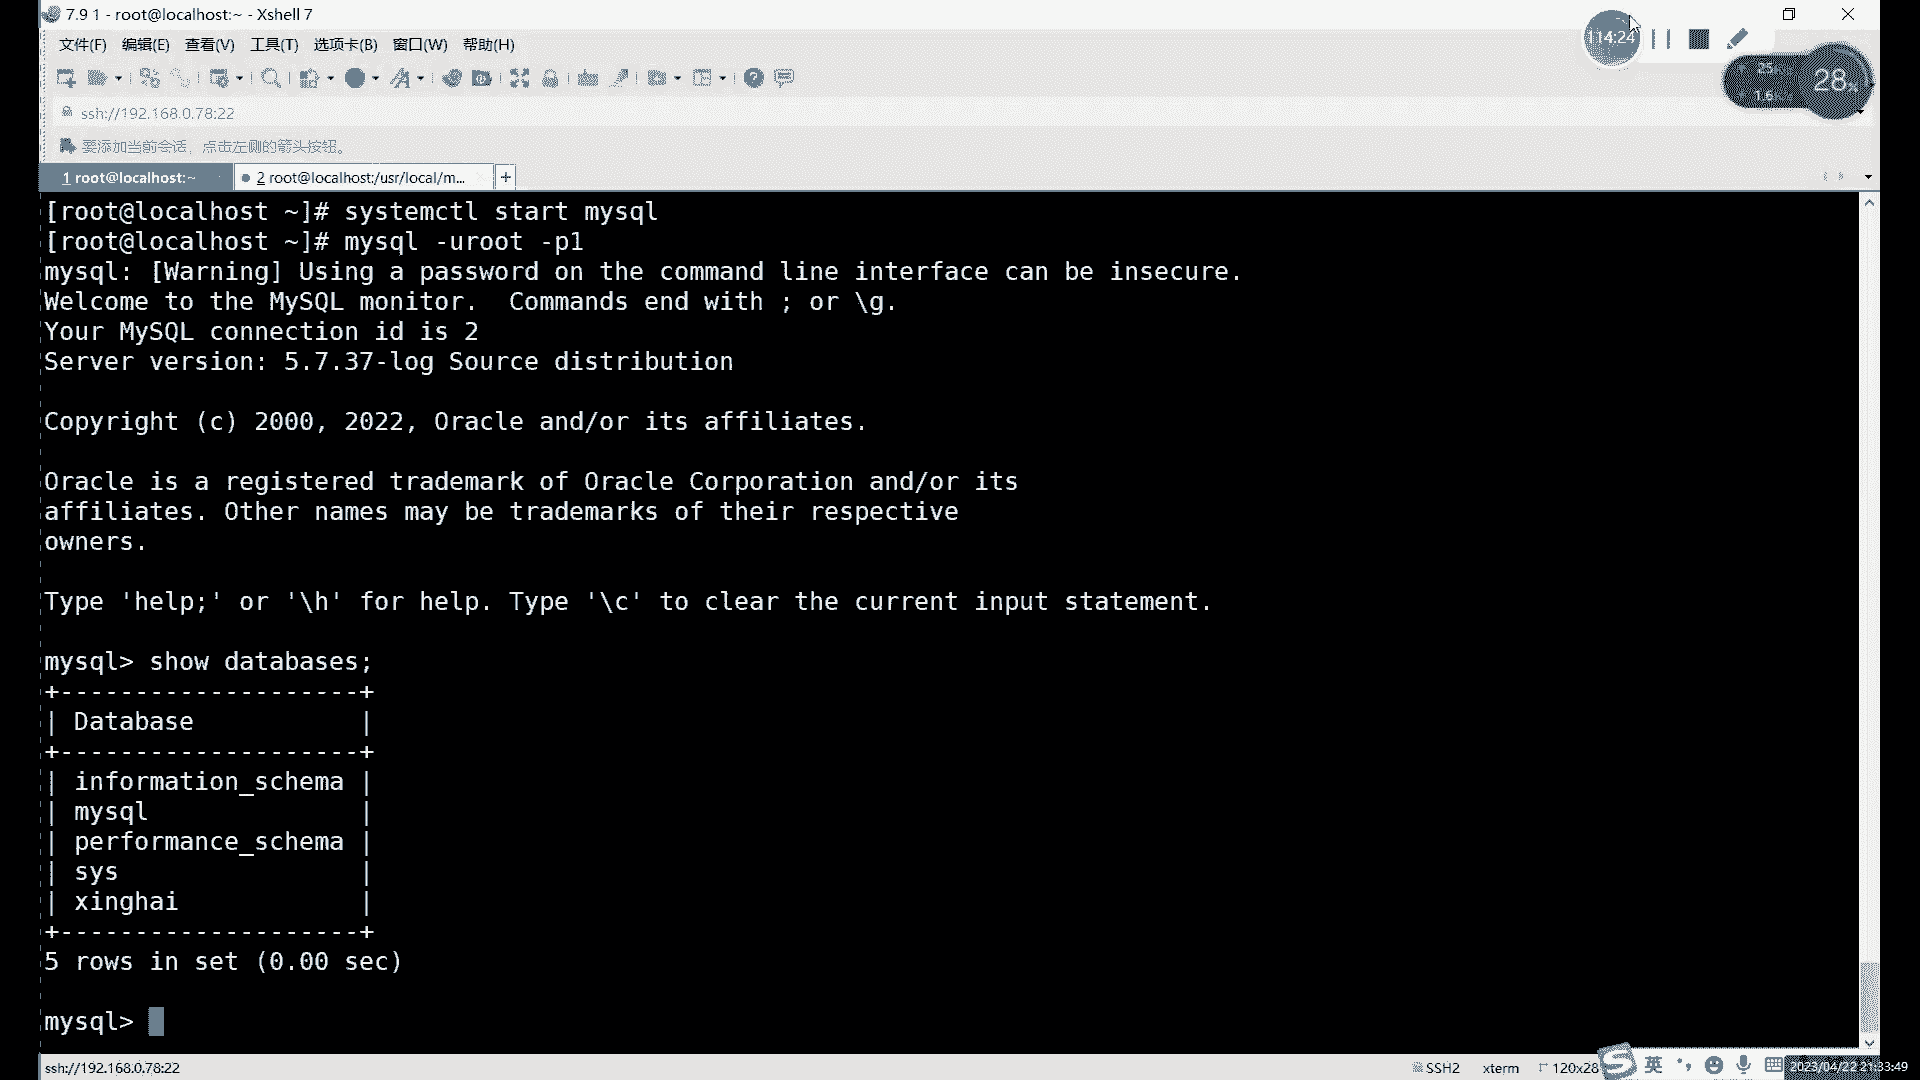 7.9 1 - root@localhost:~ - Xshell 7
文件(F) 编辑(E) 查看(V) 工具(T) 选项卡(B) 窗口(W) 帮助(H)
114:24
28%
ssh://192.168.0.78:22
要添加当前会话，点击左侧的箭头按钮。
1 root@localhost:~
2 root@localhost:/usr/local/m...
[root@localhost ~]# systemctl start mysql
[root@localhost ~]# mysql -uroot -p1
mysql: [Warning] Using a password on the command line interface can be insecure.
Welcome to the MySQL monitor.  Commands end with ; or \g.
Your MySQL connection id is 2
Server version: 5.7.37-log Source distribution
Copyright (c) 2000, 2022, Oracle and/or its affiliates.
Oracle is a registered trademark of Oracle Corporation and/or its
affiliates. Other names may be trademarks of their respective
owners.
Type 'help;' or '\h' for help. Type '\c' to clear the current input statement.
mysql> show databases;
+--------------------+
| Database           |
+--------------------+
| information_schema |
| mysql              |
| performance_schema |
| sys                |
| xinghai            |
+--------------------+
5 rows in set (0.00 sec)
mysql>
ssh://192.168.0.78:22
SSH2
xterm
120x28
英
2023/04/22 21:33:49